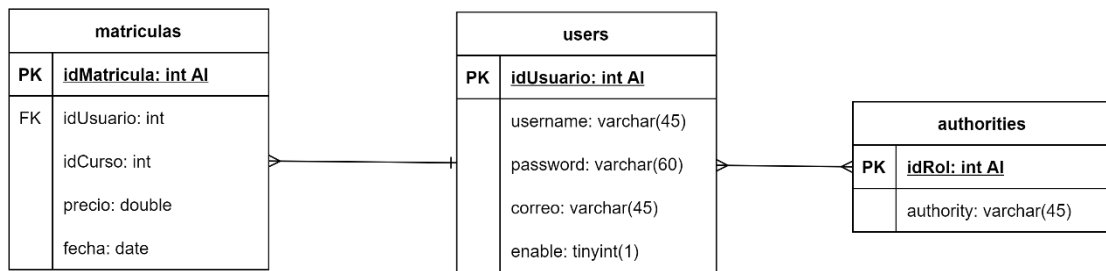 matriculas
PK idMatricula: int AI
FK idUsuario: int
idCurso: int
precio: double
fecha: date
users
PK idUsuario: int AI
username: varchar(45)
password: varchar(60)
correo: varchar(45)
enable: tinyint(1)
authorities
PK idRol: int AI
authority: varchar(45)